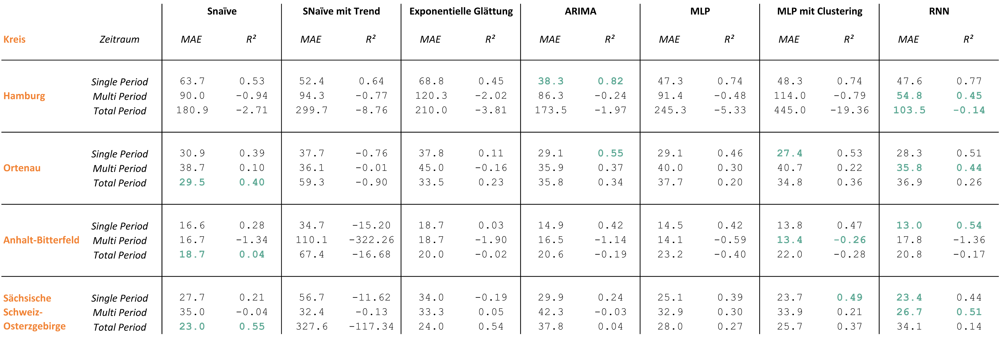 Snaïve SNaïve mit Trend Exponentielle Glättung ARIMA MLP MLP mit Clustering RNN
Kreis Zeitraum MAE R² MAE R² MAE R² MAE R² MAE R² MAE R² MAE R²
Single Period 63.7 0.53 52.4 0.64 68.8 0.45 38.3 0.82 47.3 0.74 48.3 0.74 47.6 0.77
Hamburg Multi Period 90.0 -0.94 94.3 -0.77 120.3 -2.02 86.3 -0.24 91.4 -0.48 114.0 -0.79 54.8 0.45
Total Period 180.9 -2.71 299.7 -8.76 210.0 -3.81 173.5 -1.97 245.3 -5.33 445.0 -19.36 103.5 -0.14
Single Period 30.9 0.39 37.7 -0.76 37.8 0.11 29.1 0.55 29.1 0.46 27.4 0.53 28.3 0.51
Ortenau Multi Period 38.7 0.10 36.1 -0.01 45.0 -0.16 35.9 0.37 40.0 0.30 40.7 0.22 35.8 0.44
Total Period 29.5 0.40 59.3 -0.90 33.5 0.23 35.8 0.34 37.7 0.20 34.8 0.36 36.9 0.26
Single Period 16.6 0.28 34.7 -15.20 18.7 0.03 14.9 0.42 14.5 0.42 13.8 0.47 13.0 0.54
Anhalt-Bitterfeld Multi Period 16.7 -1.34 110.1 -322.26 18.7 -1.90 16.5 -1.14 14.1 -0.59 13.4 -0.26 17.8 -1.36
Total Period 18.7 0.04 67.4 -16.68 20.0 -0.02 20.6 -0.19 23.2 -0.40 22.0 -0.28 20.8 -0.17
Sächsische Single Period 27.7 0.21 56.7 -11.62 34.0 -0.19 29.9 0.24 25.1 0.39 23.7 0.49 23.4 0.44
Schweiz- Multi Period 35.0 -0.04 32.4 -0.13 33.3 0.05 42.3 -0.03 32.9 0.30 33.9 0.21 26.7 0.51
Osterzgebirge Total Period 23.0 0.55 327.6 -117.34 24.0 0.54 37.8 0.04 28.0 0.27 25.7 0.37 34.1 0.14